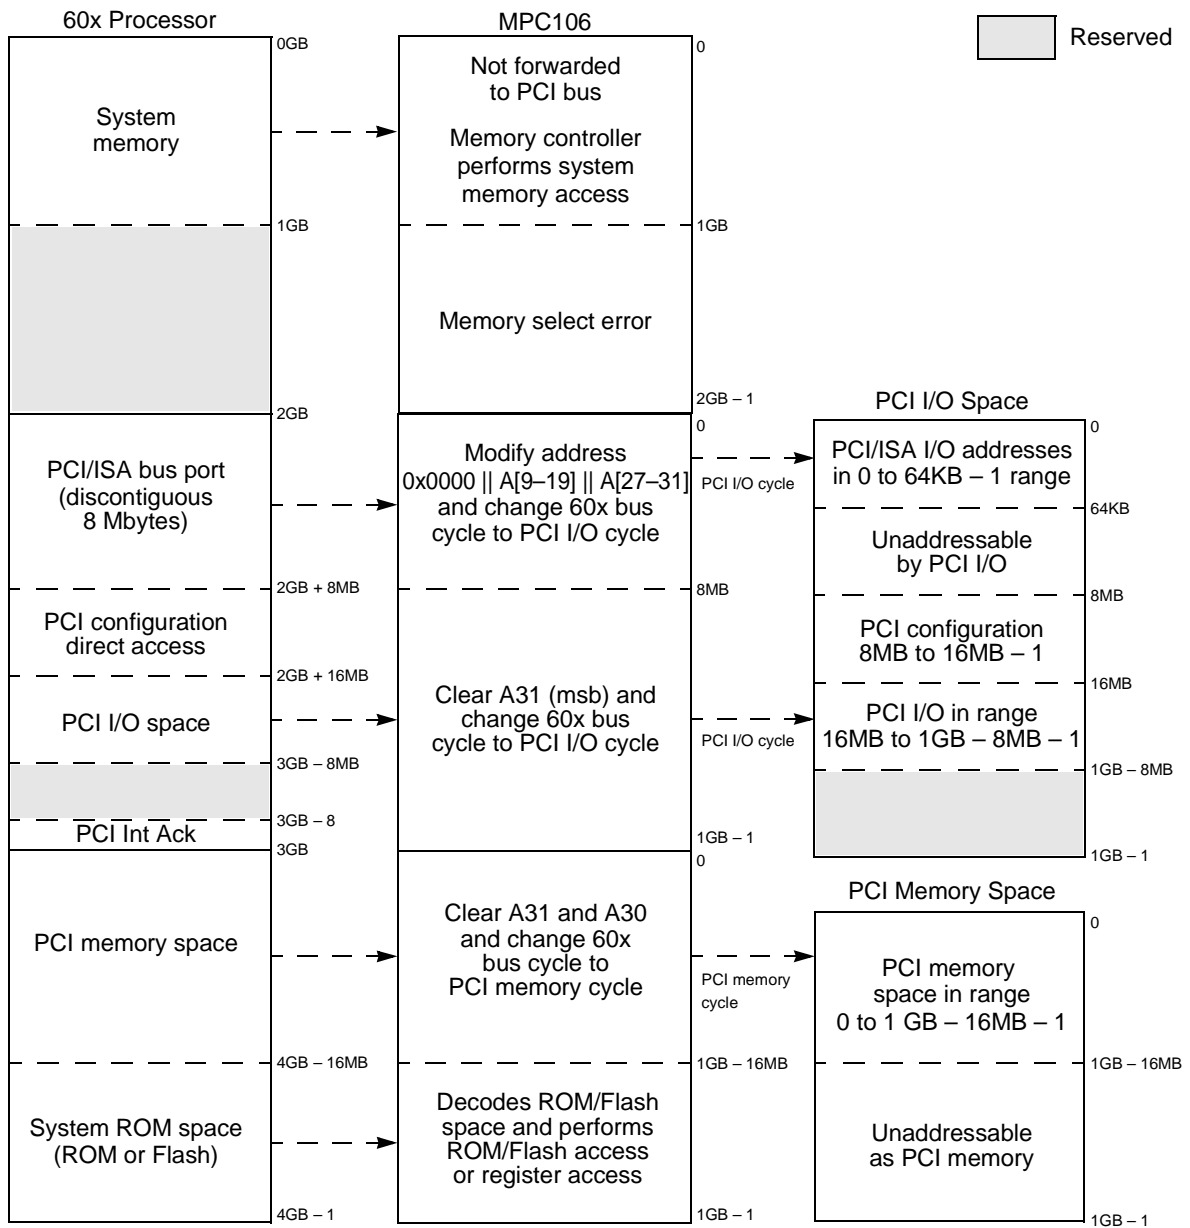 60x Processor
MPC106
Reserved
0GB
System
memory
1GB
2GB
PCI/ISA bus port
(discontiguous
8 Mbytes)
2GB + 8MB
PCI configuration
direct access
2GB + 16MB
PCI I/O space
3GB – 8MB
3GB – 8
PCI Int Ack
3GB
PCI memory space
4GB – 16MB
System ROM space
(ROM or Flash)
4GB – 1
0
Not forwarded
to PCI bus
Memory controller
performs system
memory access
1GB
Memory select error
2GB – 1
0
Modify address
0x0000 || A[9–19] || A[27–31]
and change 60x bus
cycle to PCI I/O cycle
PCI I/O cycle
8MB
Clear A31 (msb) and
change 60x bus
cycle to PCI I/O cycle
PCI I/O cycle
1GB – 1
0
Clear A31 and A30
and change 60x
bus cycle to
PCI memory cycle
PCI memory
cycle
1GB – 16MB
Decodes ROM/Flash
space and performs
ROM/Flash access
or register access
1GB – 1
PCI I/O Space
0
PCI/ISA I/O addresses
in 0 to 64KB – 1 range
64KB
Unaddressable
by PCI I/O
8MB
PCI configuration
8MB to 16MB – 1
16MB
PCI I/O in range
16MB to 1GB – 8MB – 1
1GB – 8MB
1GB – 1
PCI Memory Space
0
PCI memory
space in range
0 to 1 GB – 16MB – 1
1GB – 16MB
Unaddressable
as PCI memory
1GB – 1